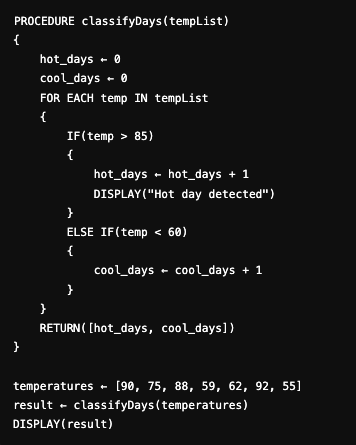 PROCEDURE classifyDays(tempList)
{
    hot_days ← 0
    cool_days ← 0
    FOR EACH temp IN tempList
    {
        IF(temp > 85)
        {
            hot_days ← hot_days + 1
            DISPLAY("Hot day detected")
        }
        ELSE IF(temp < 60)
        {
            cool_days ← cool_days + 1
        }
    }
    RETURN([hot_days, cool_days])
}

temperatures ← [90, 75, 88, 59, 62, 92, 55]
result ← classifyDays(temperatures)
DISPLAY(result)